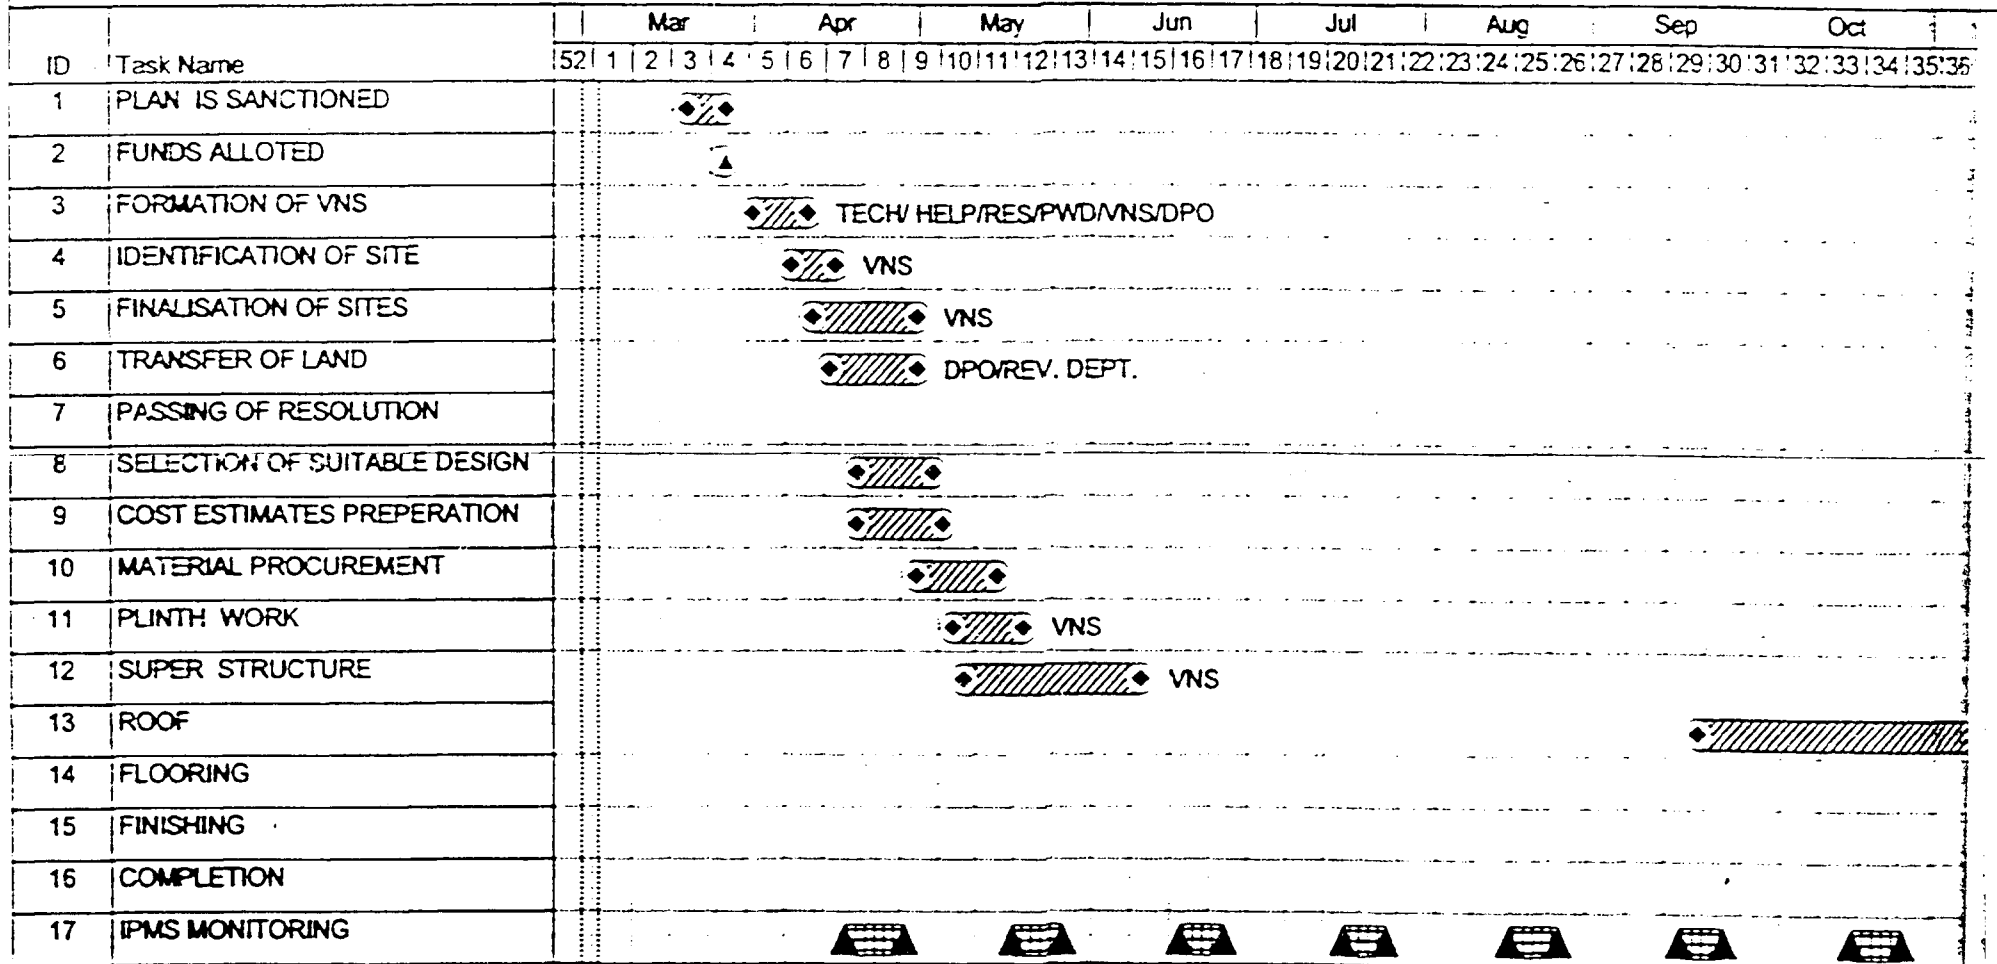 Mar Apr May Jun Jul Aug Sep Oct
ID Task Name 52 1 2 3 4 5 6 7 8 9 10 11 12 13 14 15 16 17 18 19 20 21 22 23 24 25 26 27 28 29 30 31 32 33 34 35 36
1 PLAN IS SANCTIONED
2 FUNDS ALLOTED
3 FORMATION OF VNS TECH/ HELP/RES/PWD/VNS/DPO
4 IDENTIFICATION OF SITE VNS
5 FINALISATION OF SITES VNS
6 TRANSFER OF LAND DPO/REV. DEPT.
7 PASSING OF RESOLUTION
8 SELECTION OF SUITABLE DESIGN
9 COST ESTIMATES PREPERATION
10 MATERIAL PROCUREMENT
11 PLINTH WORK VNS
12 SUPER STRUCTURE VNS
13 ROOF
14 FLOORING
15 FINISHING
16 COMPLETION
17 IPMS MONITORING